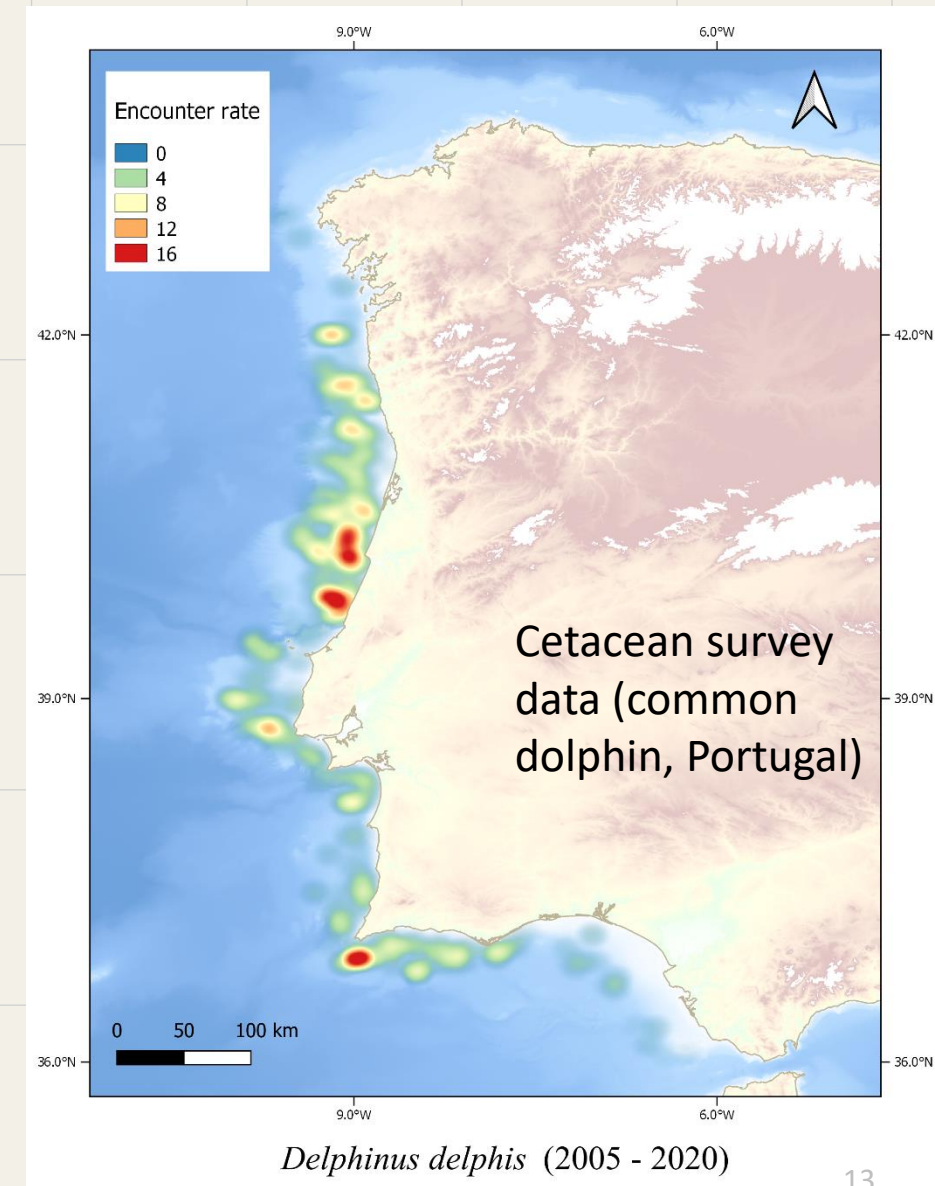 9.0°W 6.0°W
Encounter rate
0
4
8
12
16
42.0°N 42.0°N
Cetacean survey
data (common
dolphin, Portugal)
39.0°N 39.0°N
0 50 100 km
36.0°N 36.0°N
9.0°W 6.0°W
Delphinus delphis (2005 - 2020)
13